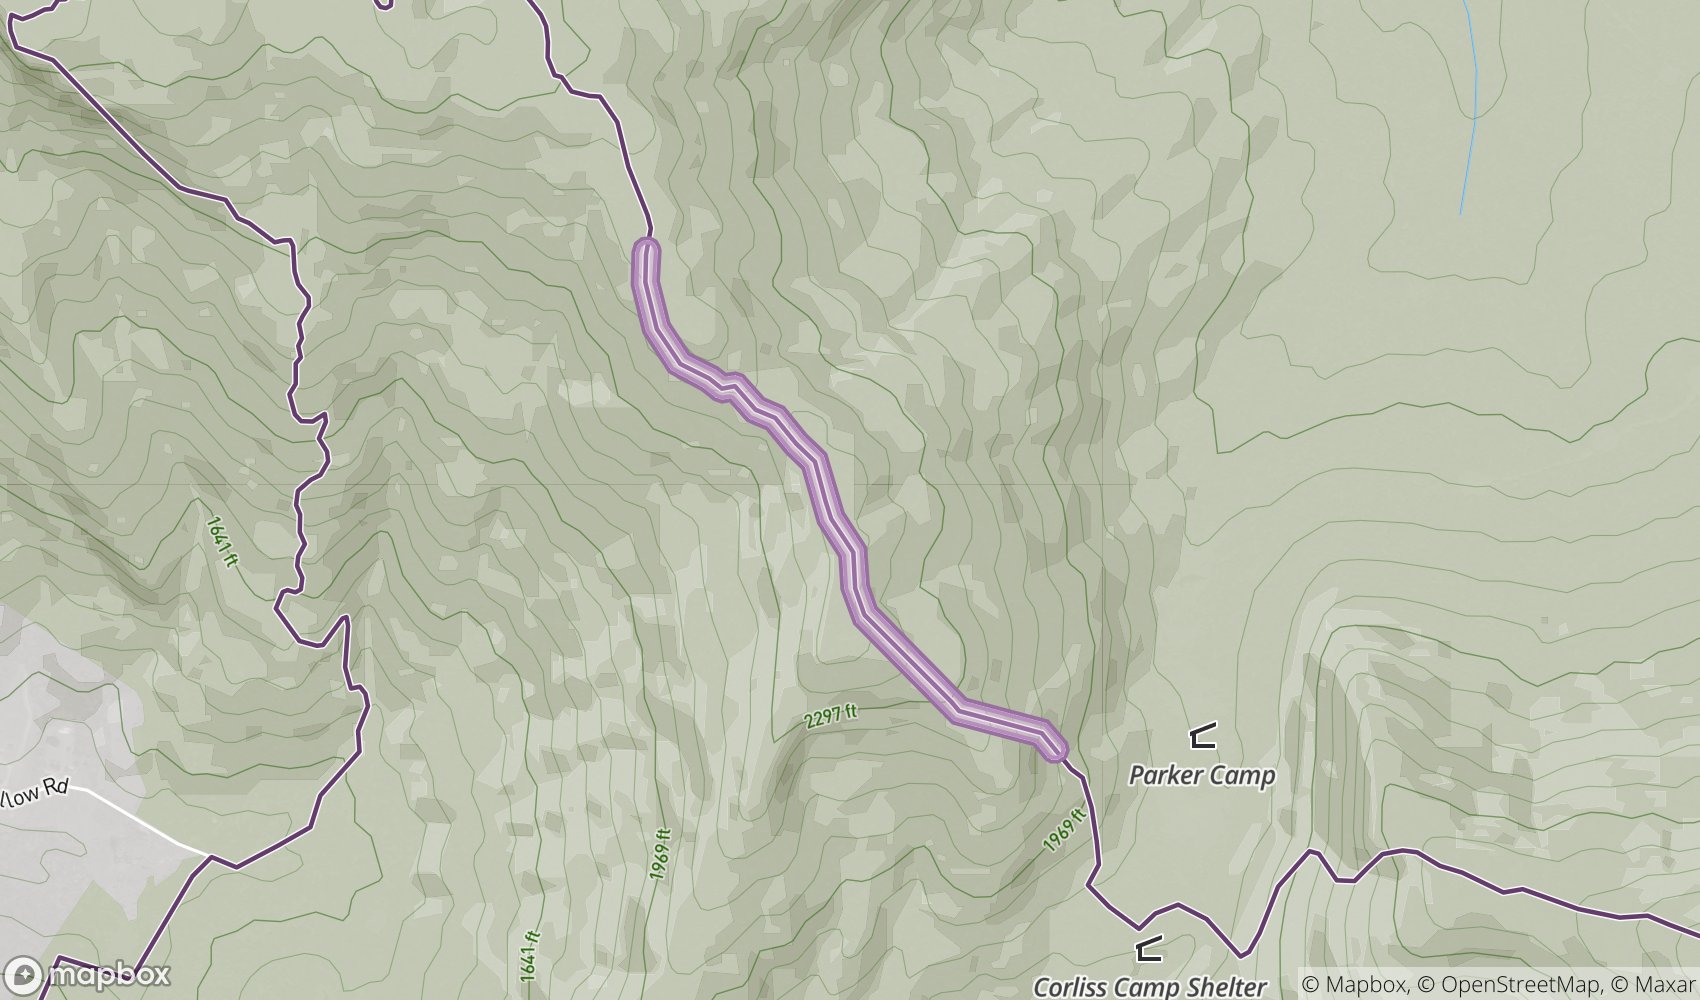 1641 ft
2297 ft
Parker Camp
1969 ft
1969 ft
1641 ft
Corliss Camp Shelter
mapbox
© Mapbox, © OpenStreetMap, © Maxar
Rd